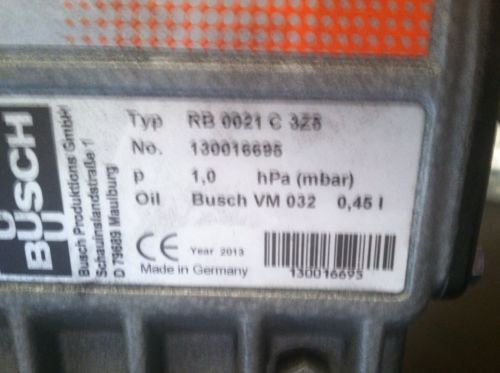 BUSCH
Busch Produktions GmbH
Schauinslandstraße 1
D 79689 Maulburg
Typ RB 0021 C 3Z8
No. 130016695
p 1,0 hPa (mbar)
Oil Busch VM 032 0,45 l
CE Year 2013
Made in Germany
130016695